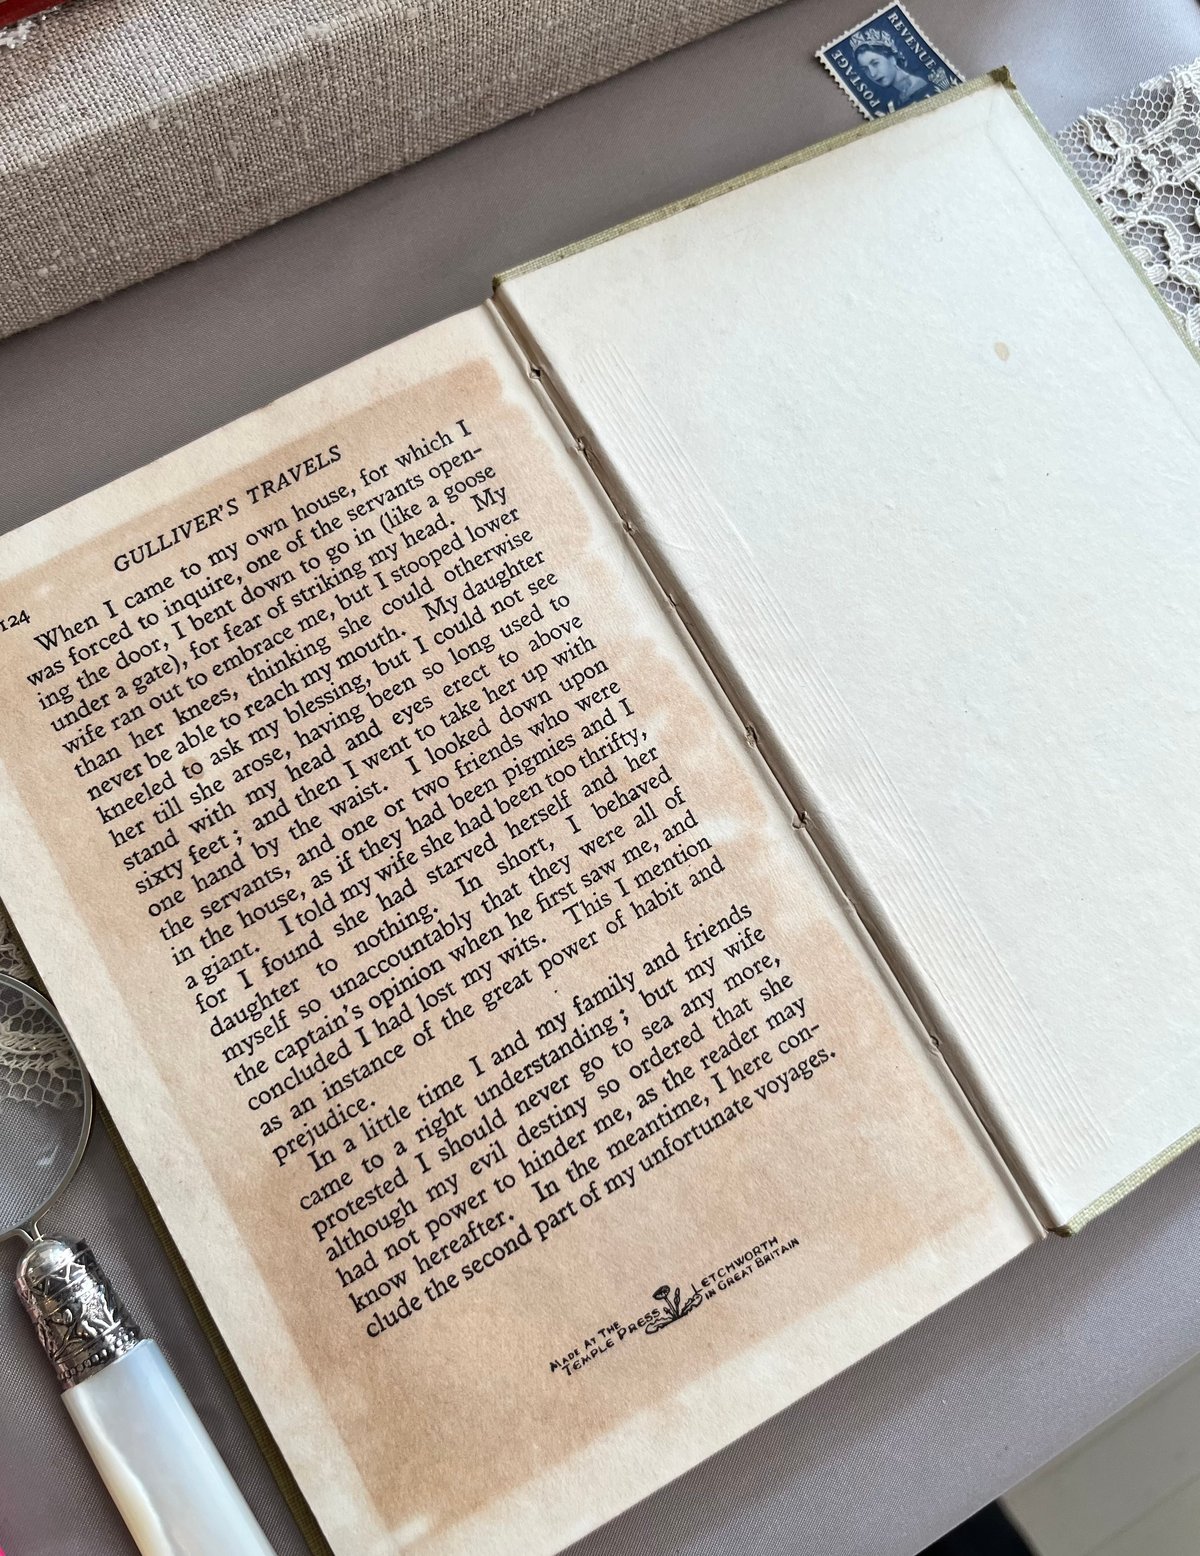 POSTAGE REVENUE
124
GULLIVER'S TRAVELS
When I came to my own house, for which I
was forced to inquire, one of the servants open-
ing the door, I bent down to go in (like a goose
under a gate), for fear of striking my head. My
wife ran out to embrace me, but I stooped lower
than her knees, thinking she could otherwise
never be able to reach my mouth. My daughter
kneeled to ask my blessing, but I could not see
her till she arose, having been so long used to
stand with my head and eyes erect to above
sixty feet; and then I went to take her up with
one hand by the waist. I looked down upon
the servants, and one or two friends who were
in the house, as if they had been pigmies and I
a giant. I told my wife she had been too thrifty,
for I found she had starved herself and her
daughter to nothing. In short, I behaved
myself so unaccountably that they were all of
the captain's opinion when he first saw me, and
concluded I had lost my wits. This I mention
as an instance of the great power of habit and
prejudice.
In a little time I and my family and friends
came to a right understanding; but my wife
protested I should never go to sea any more,
although my evil destiny so ordered that she
had not power to hinder me, as the reader may
know hereafter. In the meantime, I here con-
clude the second part of my unfortunate voyages.
MADE AT THE
TEMPLE PRESS
LETCHWORTH
IN GREAT BRITAIN